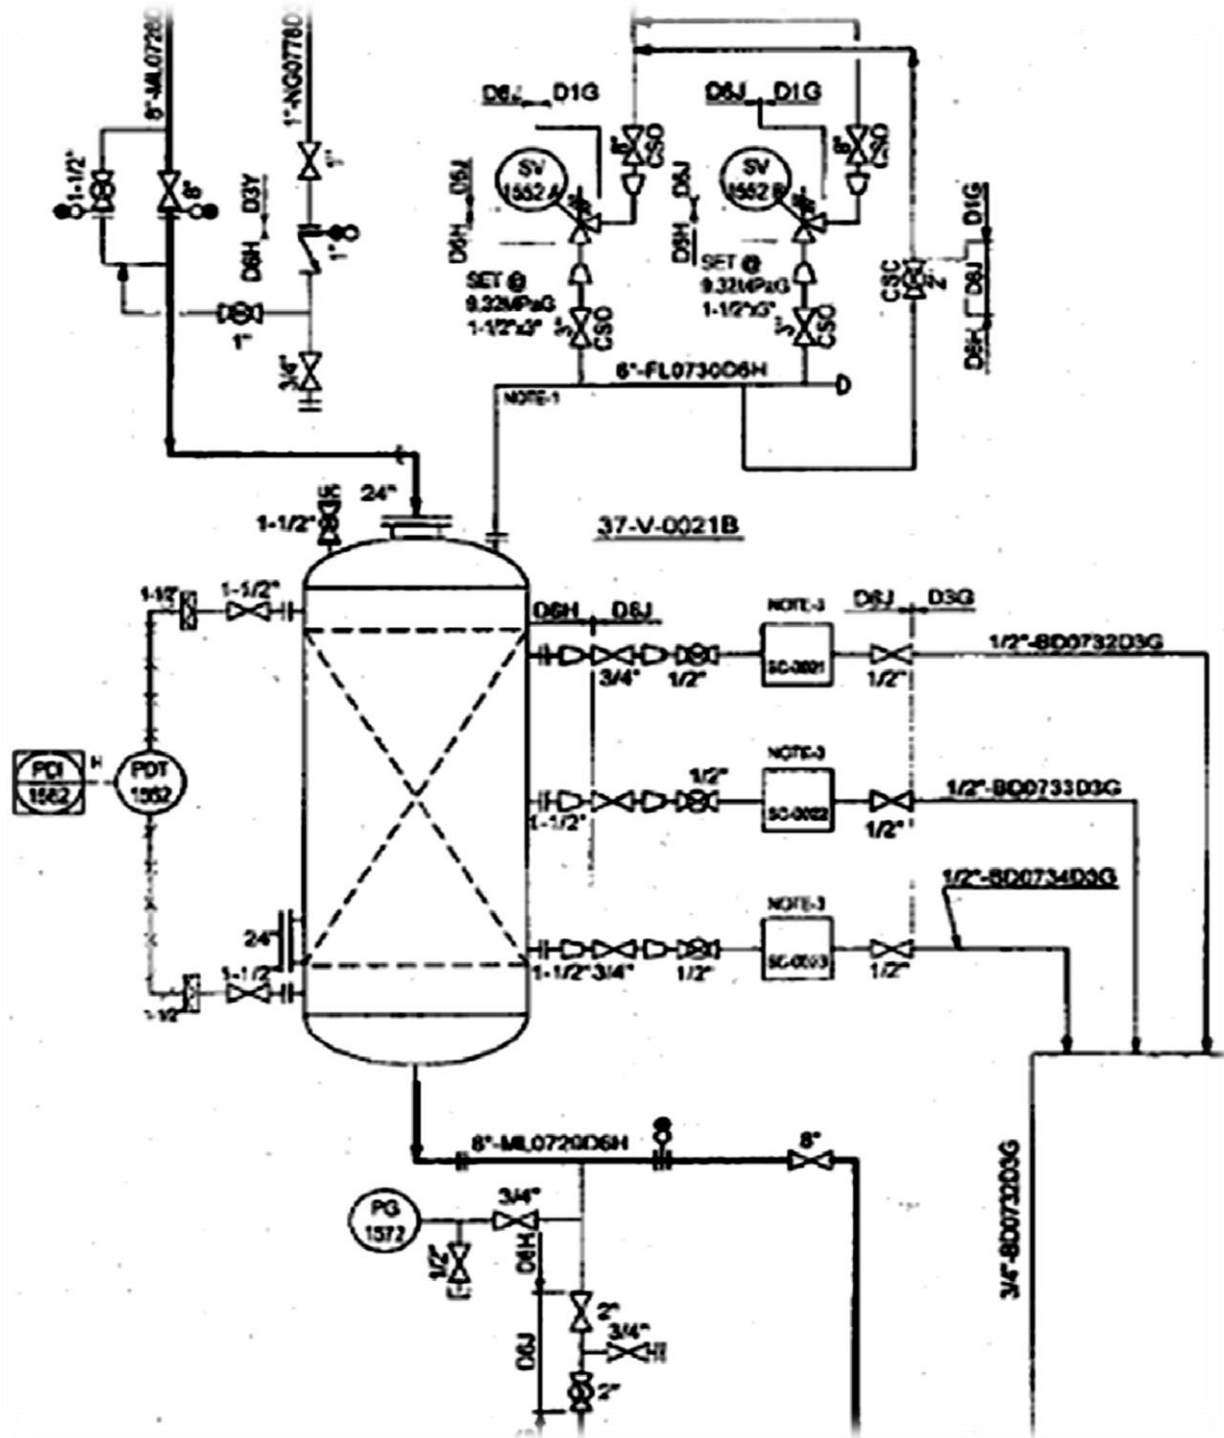 1"-NG0778D
1-1/2"
8"
1"
D3Y
D6H
1"
1"
3/4"
D6J
D1G
D6J
D1G
8"
CSO
8"
CSO
SV
1552 A
SV
1552 B
D6J
D6H
D6J
D6H
SET @
9.32MPaG
1-1/2"x3"
SET @
9.32MPaG
CSO
CSO
CSC
2"
D1G
D6J
D6H
6"-FL0730D6H
NOTE-1
24"
1-1/2"
37-V-0021B
1-1/2"
1-1/2"
D6H
D6J
NOTE-3
D6J
D3G
SC-0021
3/4"
1/2"
1/2"
1/2"-BD0732D3G
PDI
1552
H
PDT
1552
1/2"
NOTE-3
SC-0022
1-1/2"
1/2"
1/2"-BD0733D3G
NOTE-3
1/2"-BD0734D3G
SC-0023
24"
1-1/2"
1-1/2"
1-1/2"
3/4"
1/2"
1/2"
8"-ML0729D6H
8"
PG
1572
3/4"
1/2"
D6H
2"
3/4"
D6J
2"
3/4"-BD0732D3G